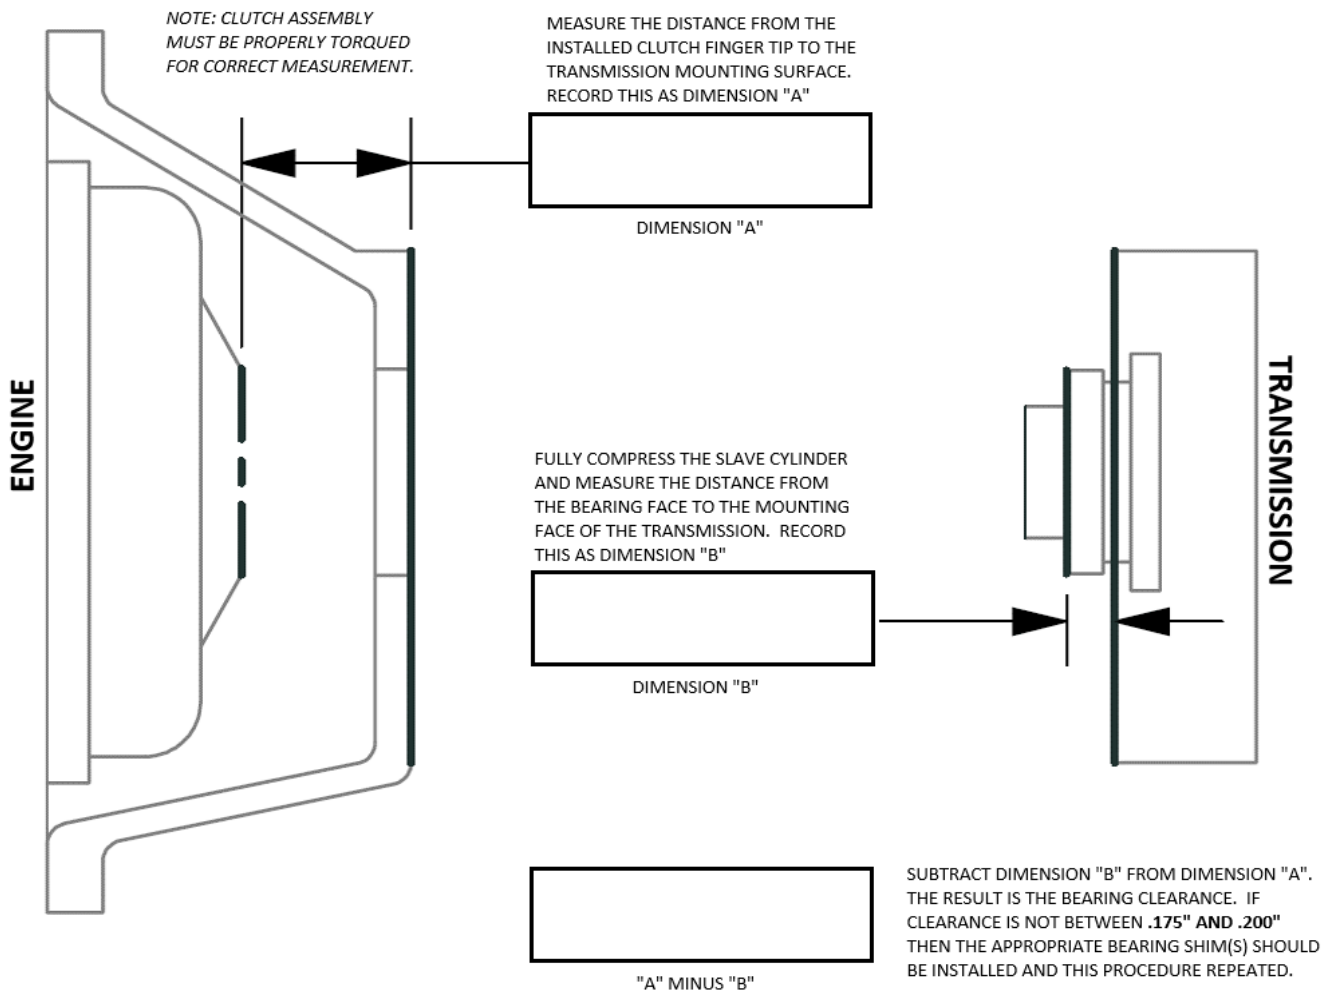 NOTE: CLUTCH ASSEMBLY
MUST BE PROPERLY TORQUED
FOR CORRECT MEASUREMENT.
MEASURE THE DISTANCE FROM THE
INSTALLED CLUTCH FINGER TIP TO THE
TRANSMISSION MOUNTING SURFACE.
RECORD THIS AS DIMENSION "A"
DIMENSION "A"
ENGINE
TRANSMISSION
FULLY COMPRESS THE SLAVE CYLINDER
AND MEASURE THE DISTANCE FROM
THE BEARING FACE TO THE MOUNTING
FACE OF THE TRANSMISSION. RECORD
THIS AS DIMENSION "B"
DIMENSION "B"
SUBTRACT DIMENSION "B" FROM DIMENSION "A".
THE RESULT IS THE BEARING CLEARANCE. IF
CLEARANCE IS NOT BETWEEN .175" AND .200"
THEN THE APPROPRIATE BEARING SHIM(S) SHOULD
BE INSTALLED AND THIS PROCEDURE REPEATED.
"A" MINUS "B"